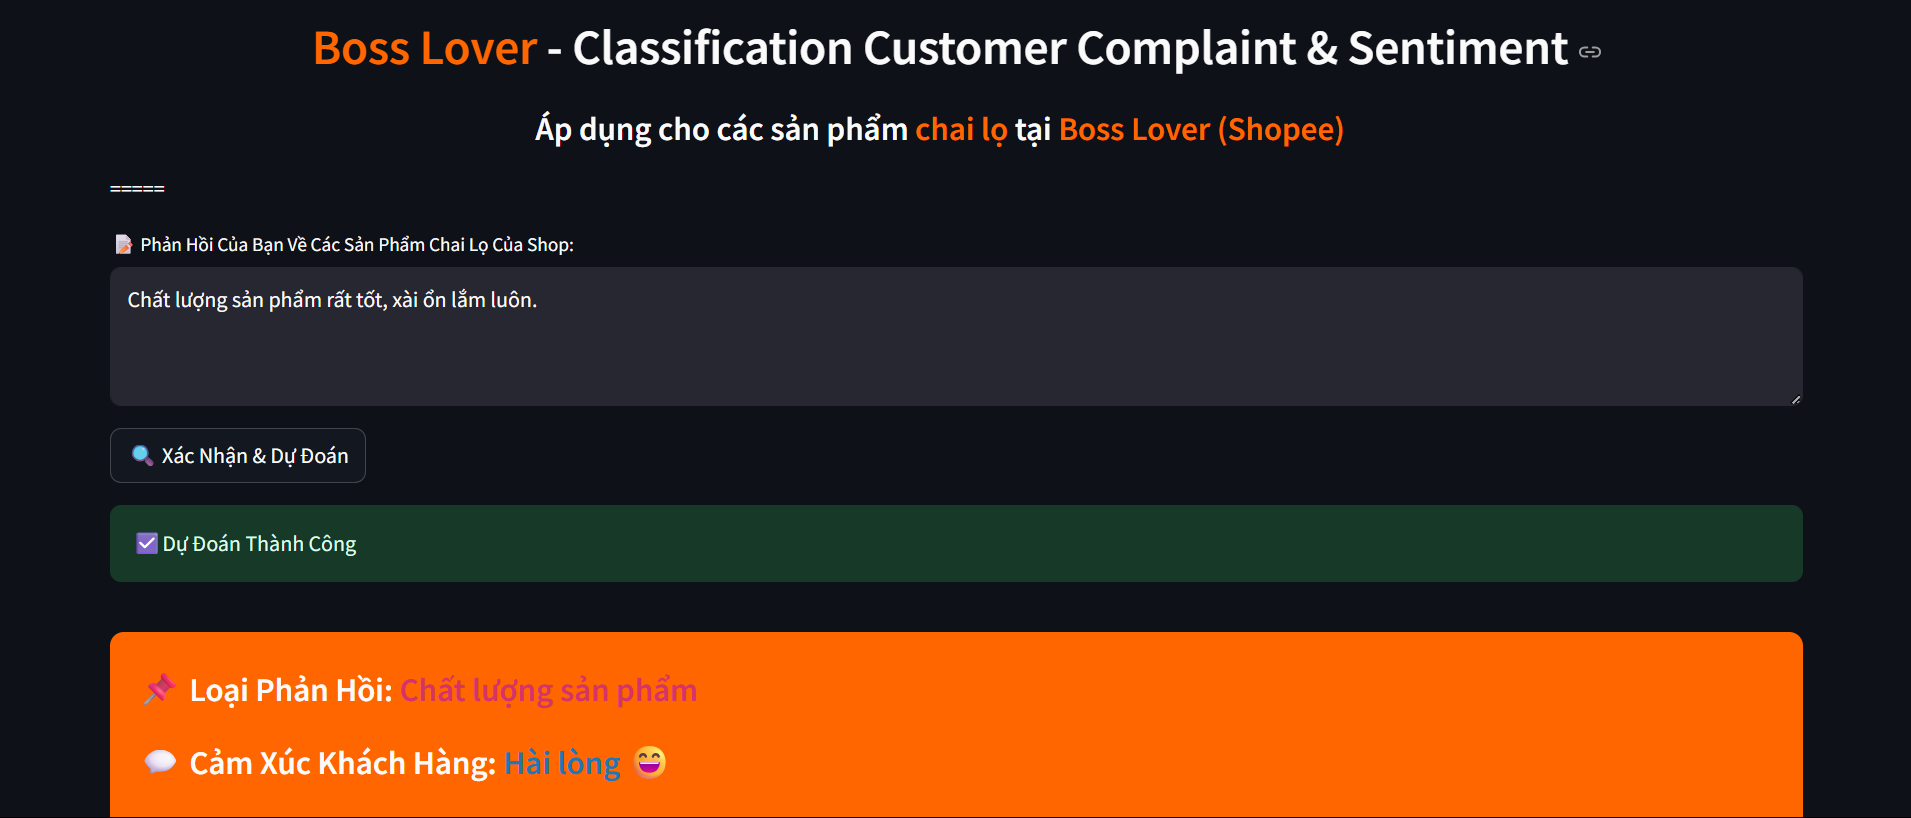 Boss Lover - Classification Customer Complaint & Sentiment
Áp dụng cho các sản phẩm chai lọ tại Boss Lover (Shopee)
=====
📝 Phản Hồi Của Bạn Về Các Sản Phẩm Chai Lọ Của Shop:
Chất lượng sản phẩm rất tốt, xài ổn lắm luôn.
🔍 Xác Nhận & Dự Đoán
☑️ Dự Đoán Thành Công
📌 Loại Phản Hồi: Chất lượng sản phẩm
💬 Cảm Xúc Khách Hàng: Hài lòng 😄